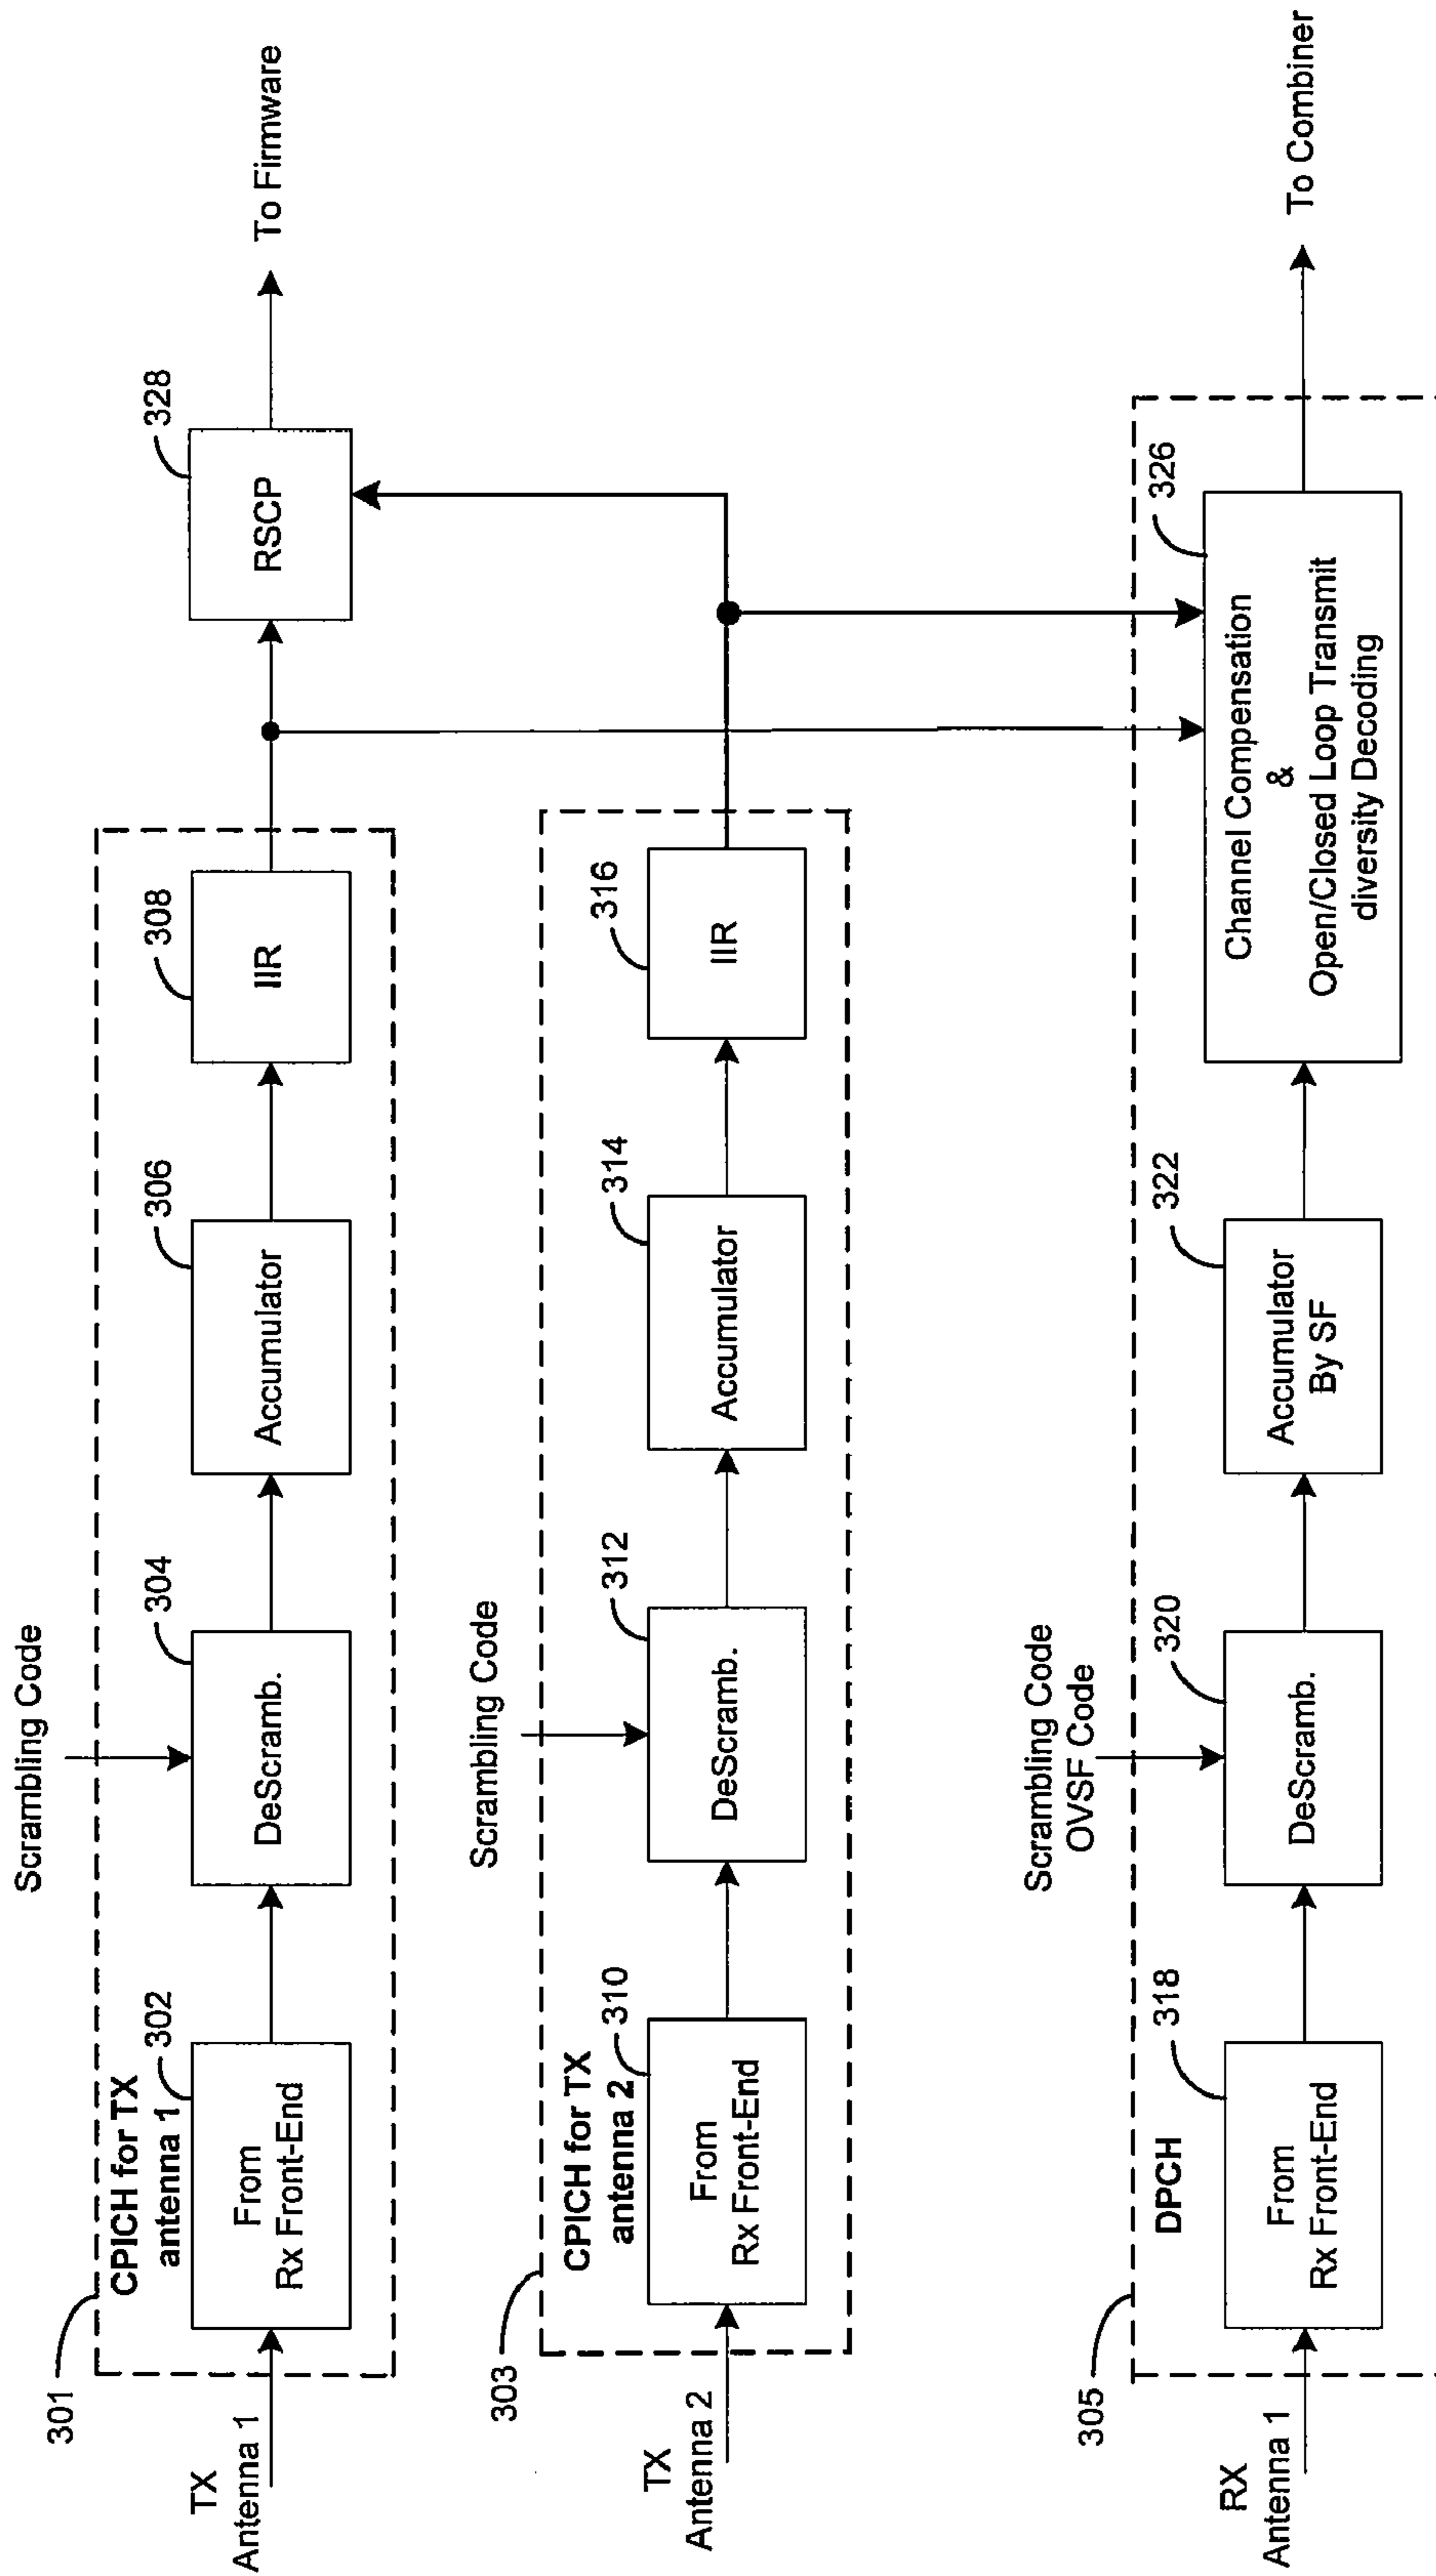 Scrambling Code
301
CPICH for TX
antenna 1
302
304
306
308
328
TX
Antenna 1
From
Rx Front-End
DeScramb.
Accumulator
IIR
RSCP
To Firmware
Scrambling Code
303
CPICH for TX
antenna 2
310
312
314
316
TX
Antenna 2
From
Rx Front-End
DeScramb.
Accumulator
IIR
Scrambling Code
OVSF Code
305
DPCH
318
320
322
326
RX
Antenna 1
From
Rx Front-End
DeScramb.
Accumulator
By SF
Channel Compensation
&
Open/Closed Loop Transmit
diversity Decoding
To Combiner